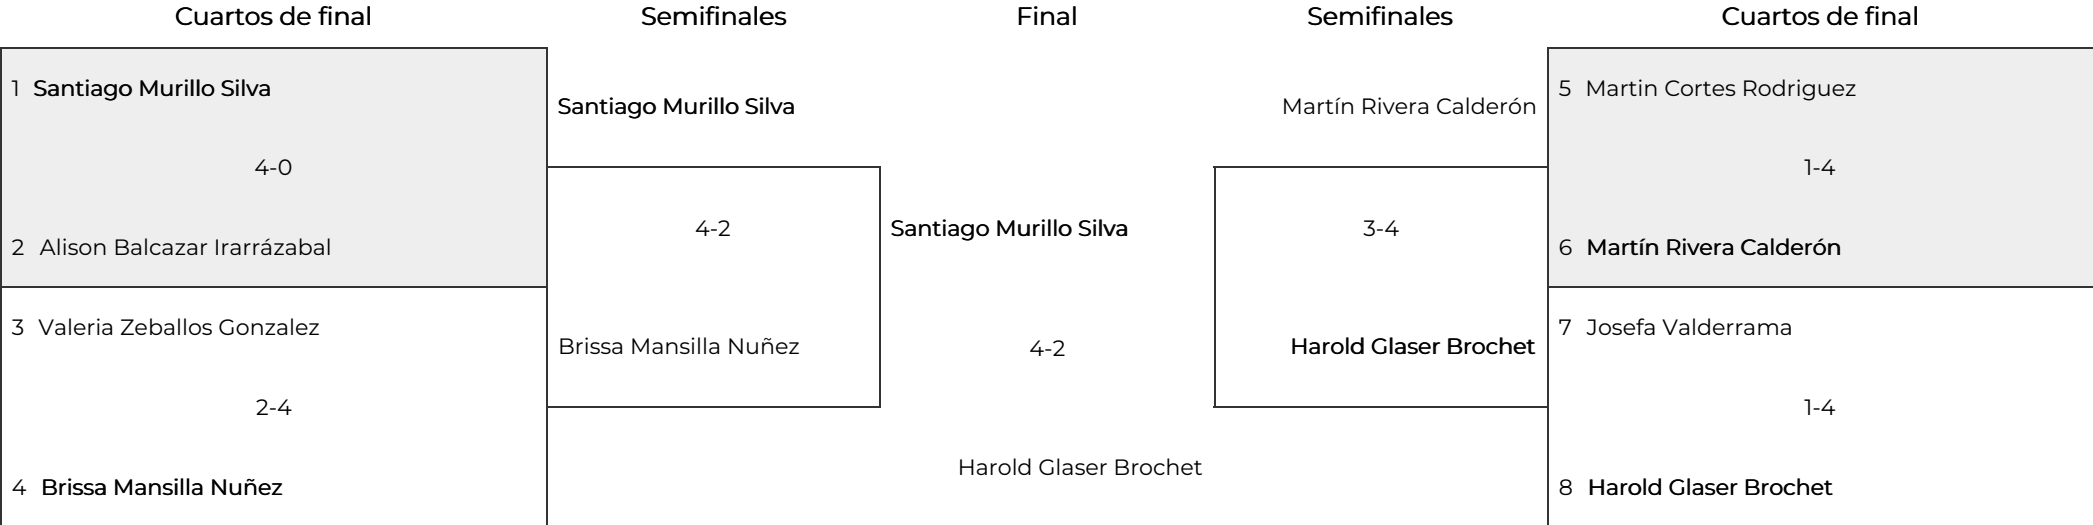 Cuartos de final
Semifinales
Final
Semifinales
Cuartos de final
1 Santiago Murillo Silva
4-0
2 Alison Balcazar Irarrázabal
3 Valeria Zeballos Gonzalez
2-4
4 Brissa Mansilla Nuñez
Santiago Murillo Silva
4-2
Brissa Mansilla Nuñez
Santiago Murillo Silva
4-2
Harold Glaser Brochet
Martín Rivera Calderón
3-4
Harold Glaser Brochet
5 Martin Cortes Rodriguez
1-4
6 Martín Rivera Calderón
7 Josefa Valderrama
1-4
8 Harold Glaser Brochet